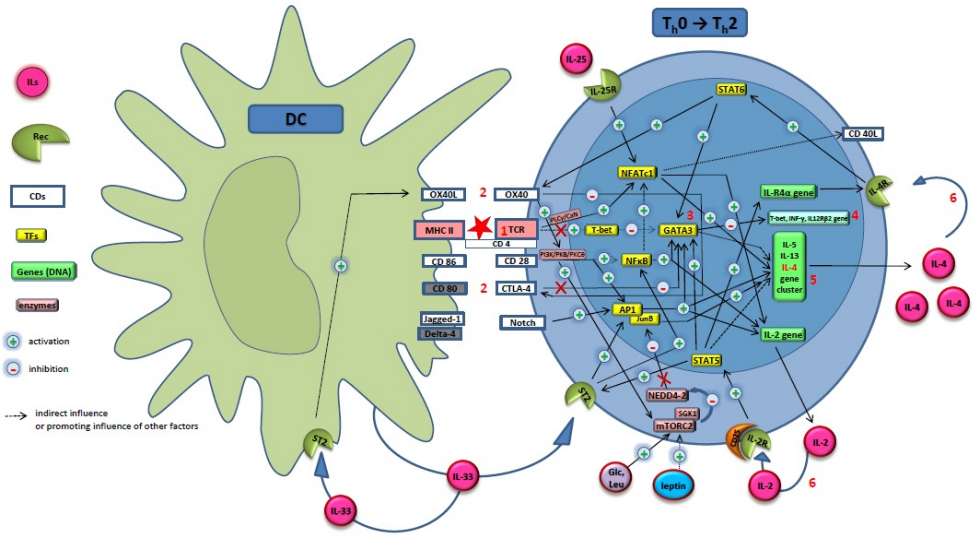 Th0 → Th2
ILs
IL-25
IL-25R
STAT6
Rec
DC
CD 40L
NFATc1
CDs
OX40L
2
OX40
IL-R4α gene
IL-4R
6
PLCγ/CaN
3
T-bet, INF-γ, IL12Rβ2 gene
4
TFs
MHC II
1
TCR
T-bet
GATA3
CD 4
IL-5
IL-13
IL-4
gene
cluster
5
PI3K/PKB/PKCθ
Genes (DNA)
CD 86
CD 28
NFκB
IL-4
CD 80
2
CTLA-4
IL-4
IL-4
enzymes
AP1
JunB
Jagged-1
Notch
Delta-4
IL-2 gene
activation
STAT5
inhibition
NEDD4-2
ST2
SGK1
indirect influence
or promoting influence of other factors
mTORC2
CD25
IL-2R
IL-2
ST2
Glc,
Leu
leptin
IL-33
IL-2
6
IL-33